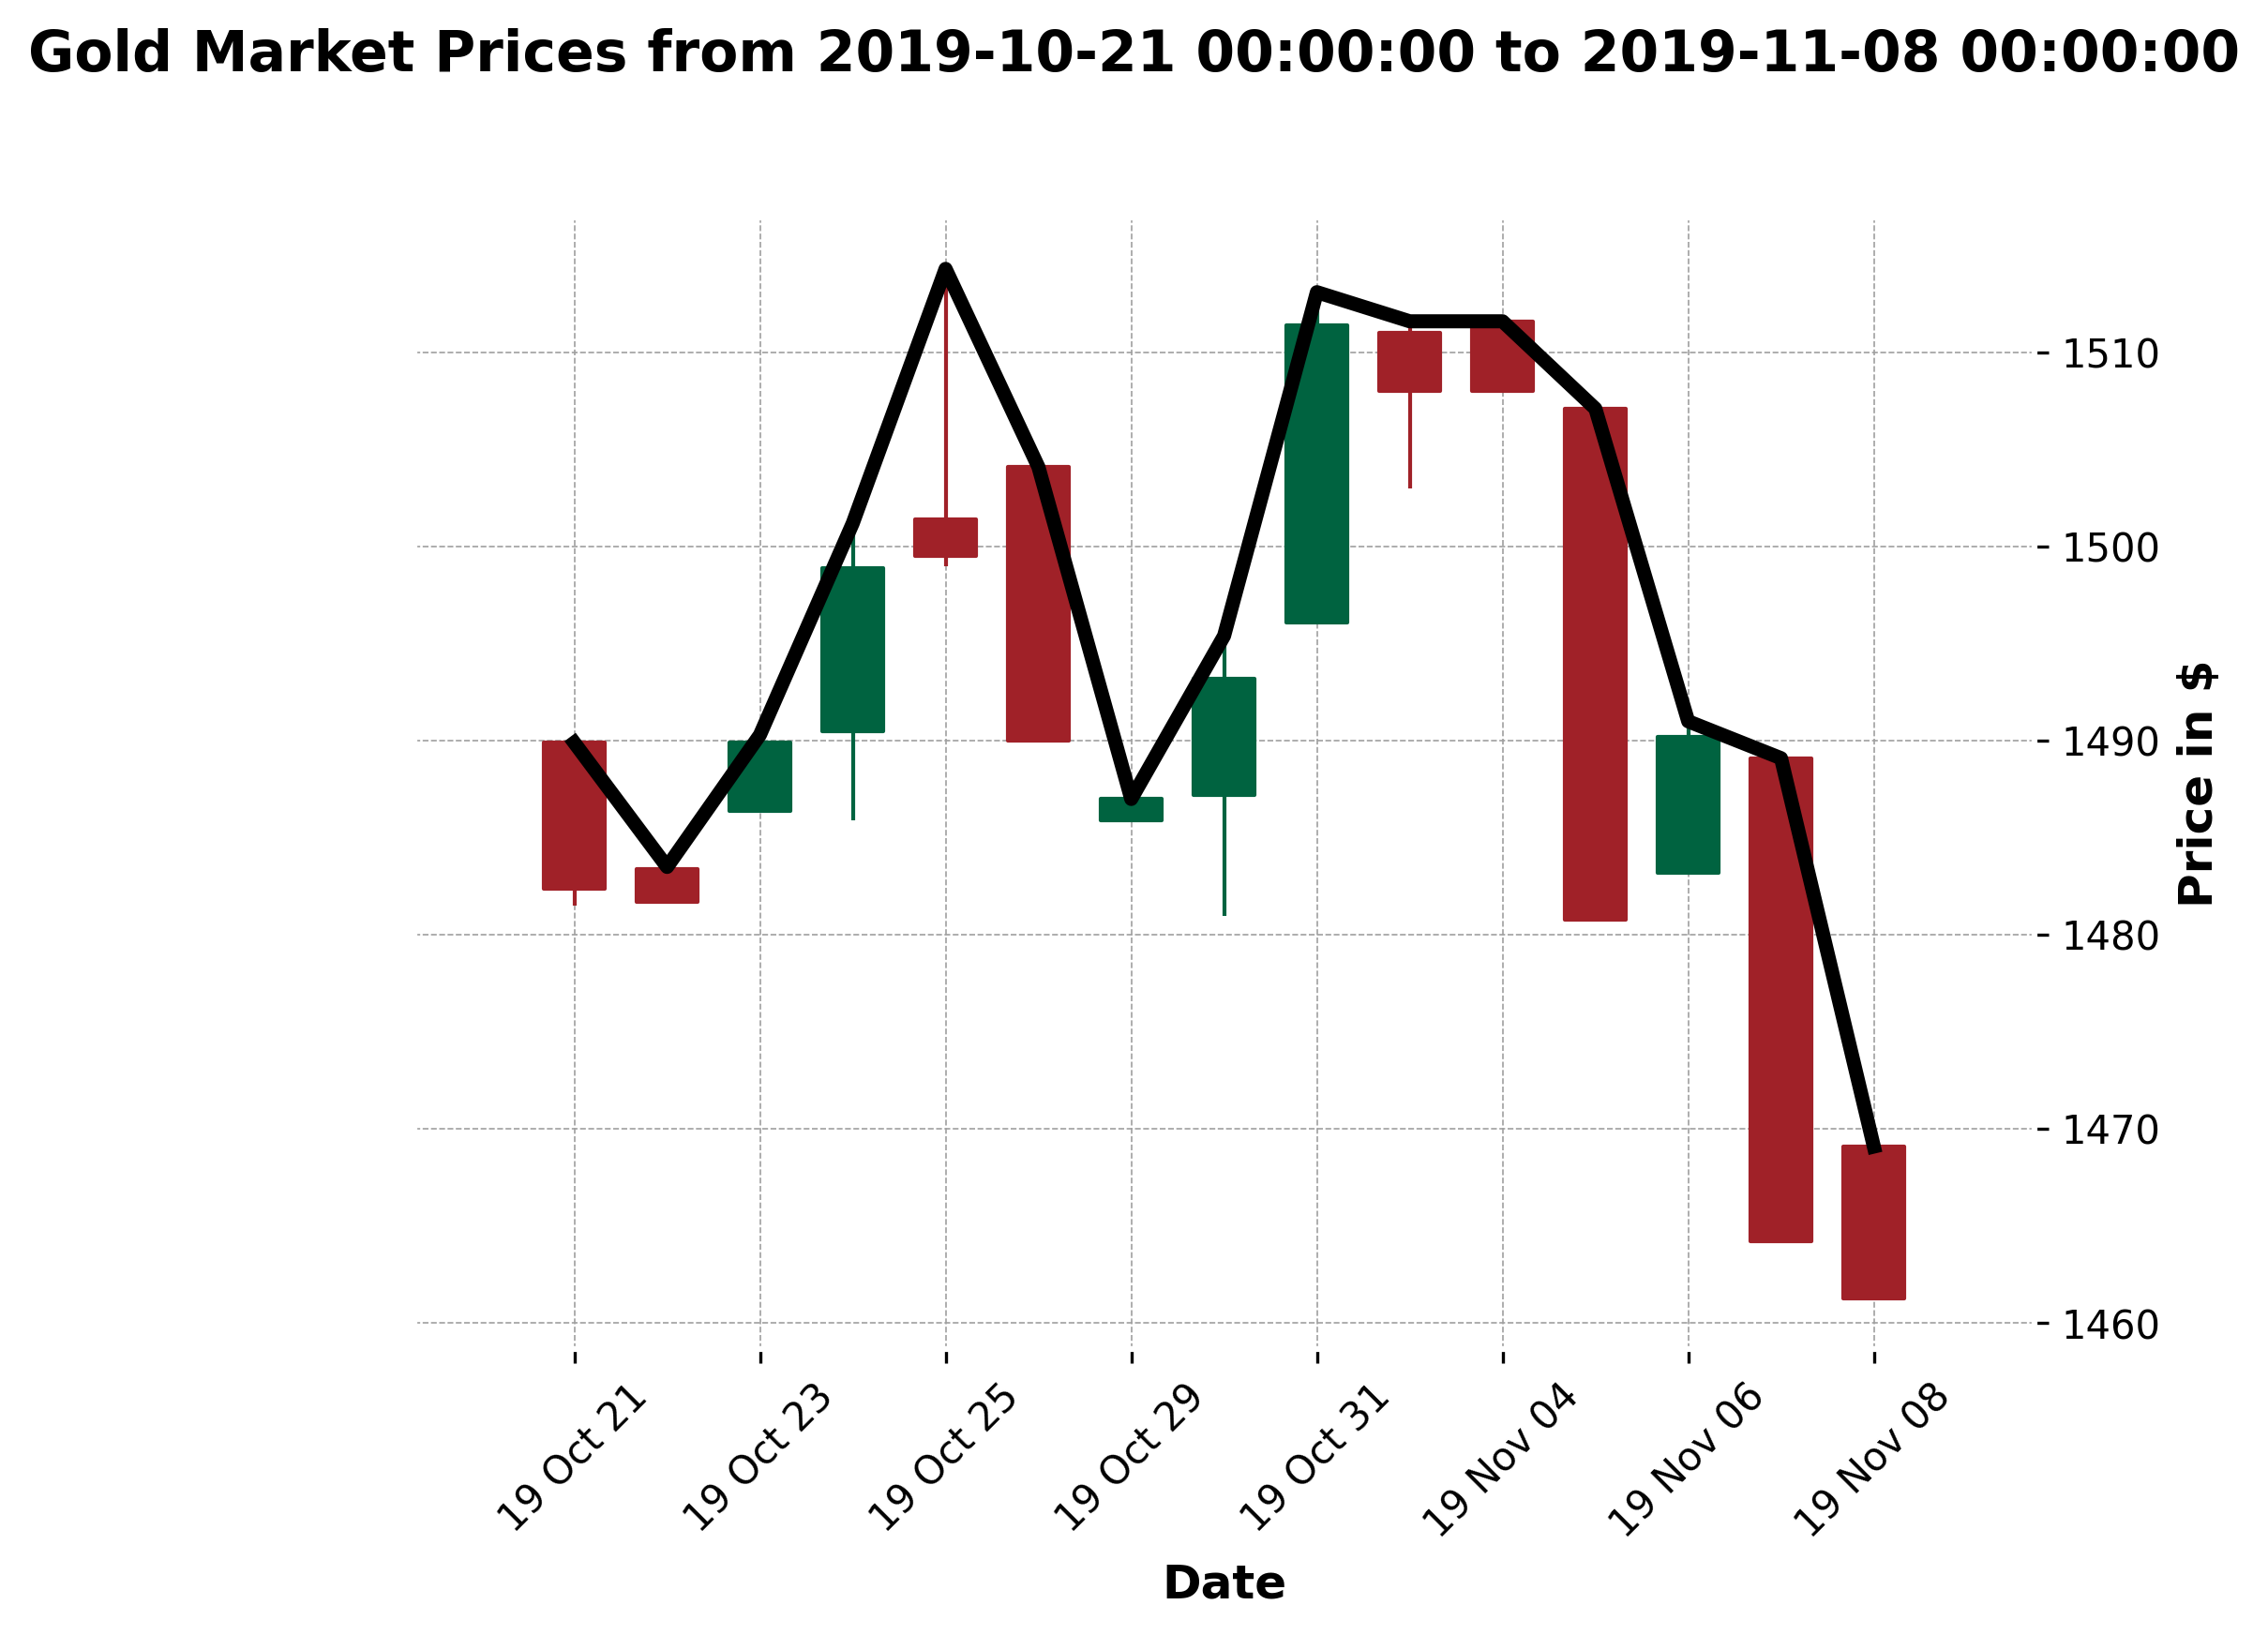 Gold Market Prices from 2019-10-21 00:00:00 to 2019-11-08 00:00:00
1510
1500
1490
1480
1470
1460
Price in $
19 Oct 21
19 Oct 23
19 Oct 25
19 Oct 29
19 Oct 31
19 Nov 04
19 Nov 06
19 Nov 08
Date